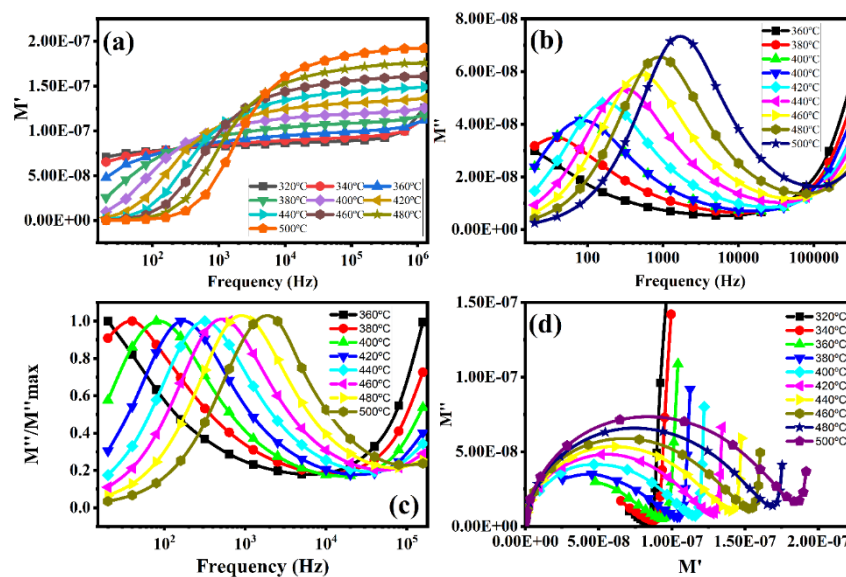 (a)
M'
2.00E-07
1.50E-07
1.00E-07
5.00E-08
0.00E+00
320°C 340°C 360°C
380°C 400°C 420°C
440°C 460°C 480°C
500°C
10² 10³ 10⁴ 10⁵ 10⁶
Frequency (Hz)
(b)
M''
8.00E-08
6.00E-08
4.00E-08
2.00E-08
0.00E+00
360°C
380°C
400°C
400°C
420°C
440°C
460°C
480°C
500°C
100 1000 10000 100000
Frequency (Hz)
(c)
M''/M''max
1.0
0.8
0.6
0.4
0.2
0.0
360°C
380°C
400°C
420°C
440°C
460°C
480°C
500°C
10² 10³ 10⁴ 10⁵
Frequency (Hz)
(d)
M''
1.50E-07
1.00E-07
5.00E-08
0.00E+00
320°C
340°C
360°C
380°C
400°C
420°C
440°C
460°C
480°C
500°C
0.00E+00 5.00E-08 1.00E-07 1.50E-07 2.00E-07
M'